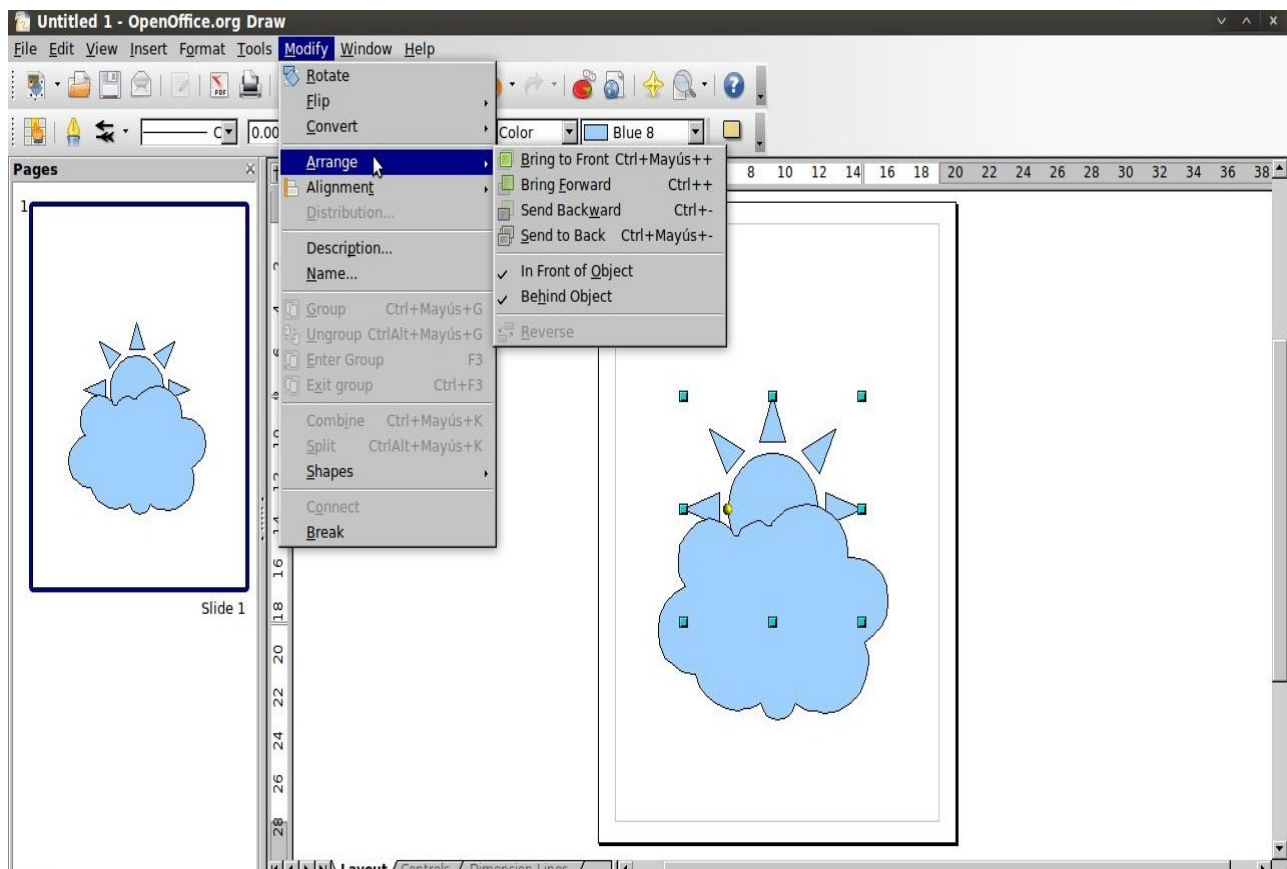 Untitled 1 - OpenOffice.org Draw
File Edit View Insert Format Tools Modify Window Help
PDF
0.00
Color
Blue 8
Pages
1
Slide 1
Rotate
Flip
Convert
Arrange
Alignment
Distribution...
Description...
Name...
Group Ctrl+Mayús+G
Ungroup CtrlAlt+Mayús+G
Enter Group F3
Exit group Ctrl+F3
Combine Ctrl+Mayús+K
Split CtrlAlt+Mayús+K
Shapes
Connect
Break
Bring to Front Ctrl+Mayús++
Bring Forward Ctrl++
Send Backward Ctrl+-
Send to Back Ctrl+Mayús+-
In Front of Object
Behind Object
Reverse
8 10 12 14 16 18 20 22 24 26 28 30 32 34 36 38
14
16
18
20
22
24
26
28
Layout Controls Dimension Lines